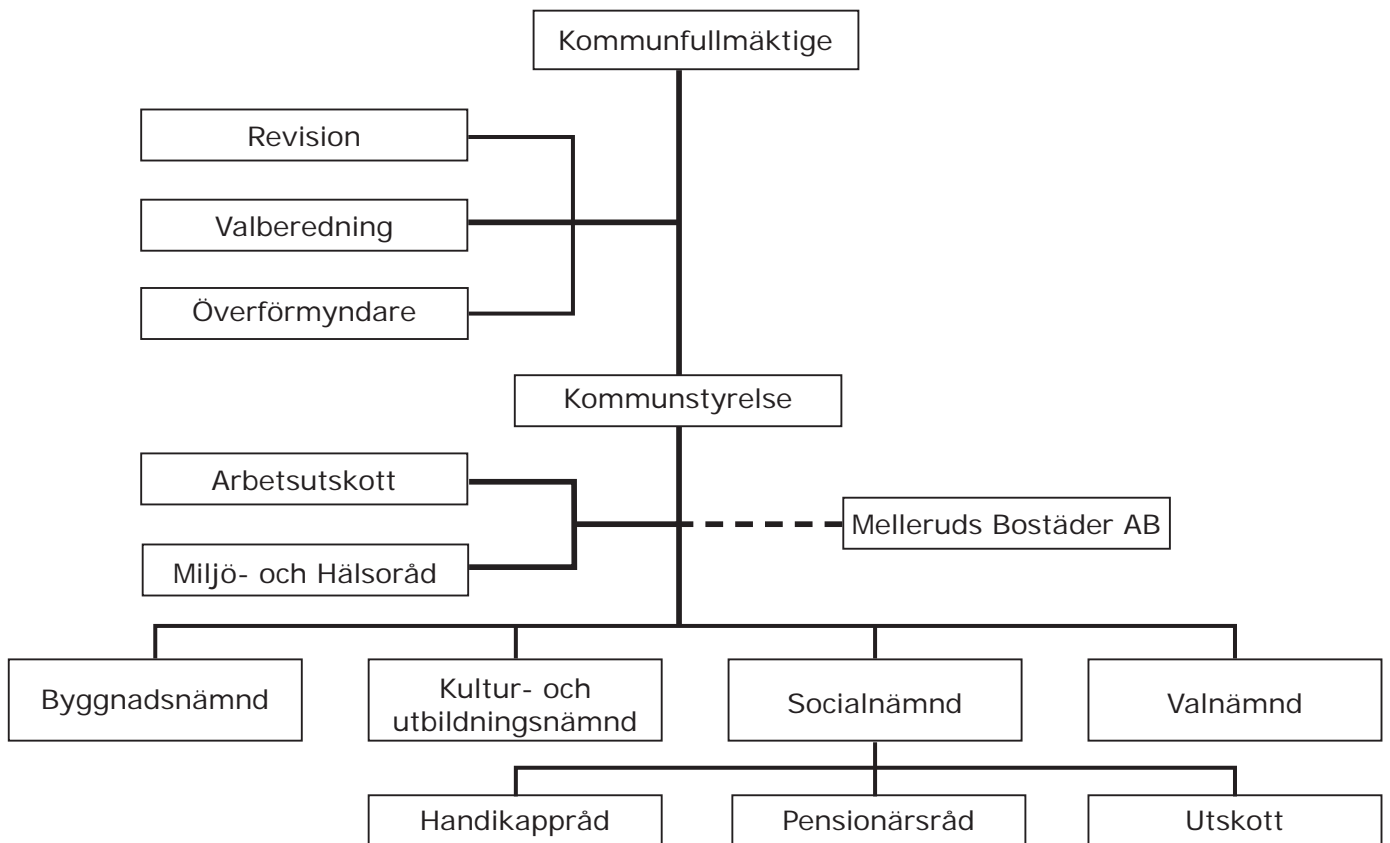 Kommunfullmäktige
Revision
Valberedning
Överförmyndare
Kommunstyrelse
Arbetsutskott
Melleruds Bostäder AB
Miljö- och Hälsoråd
Byggnadsnämnd
Kultur- och
utbildningsnämnd
Socialnämnd
Valnämnd
Handikappråd
Pensionärsråd
Utskott